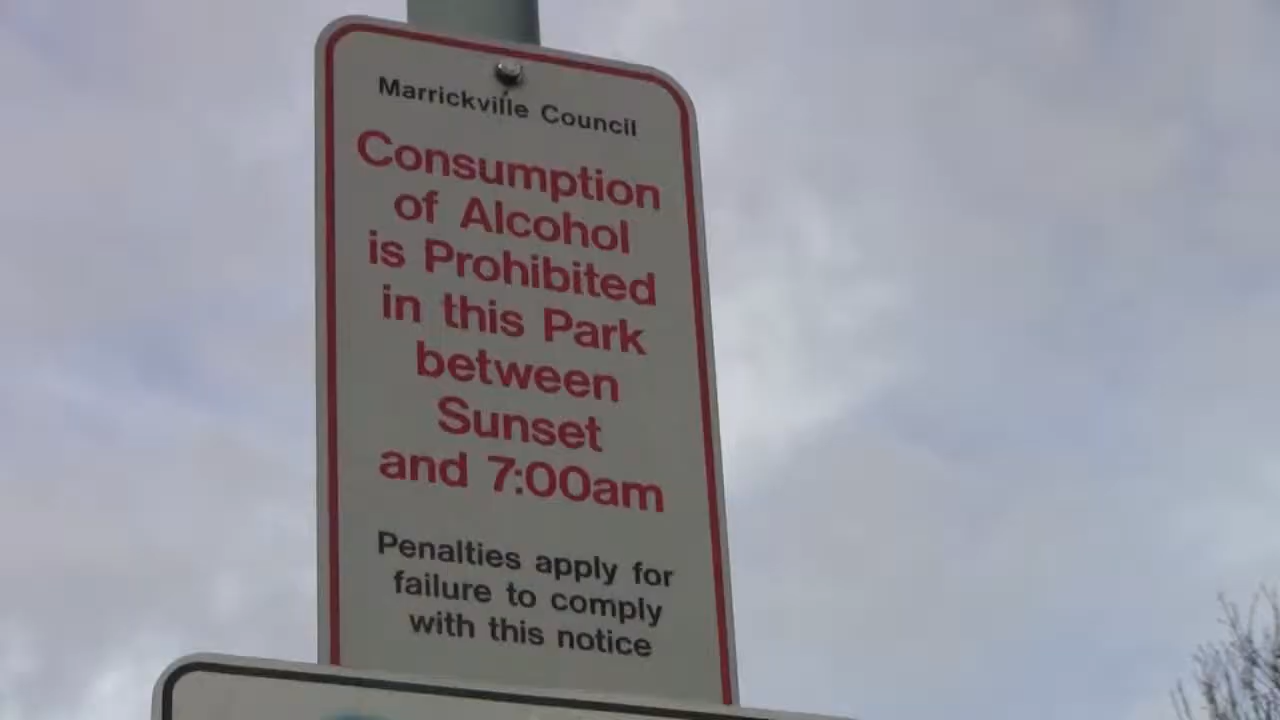 Marrickville Council
Consumption
of Alcohol
is Prohibited
in this Park
between
Sunset
and 7:00am
Penalties apply for
failure to comply
with this notice